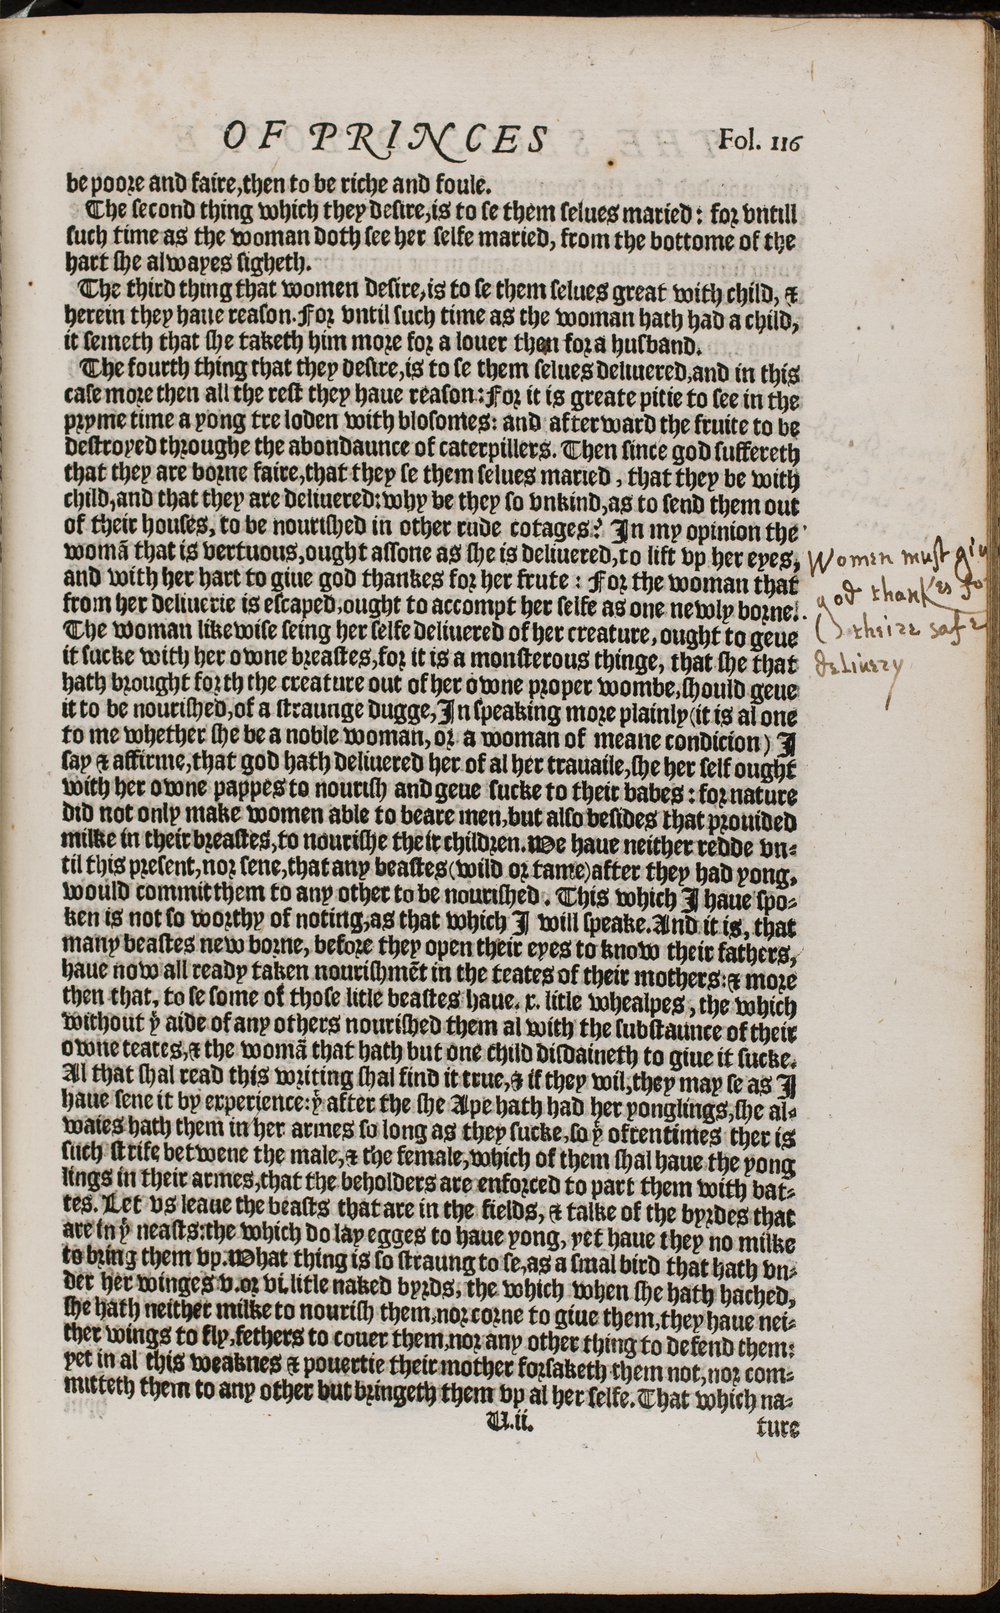 OF PRINCES Fol. 116
be poore and faire, then to be riche and foule.
The second thing which they desire, is to se them selues maried: for vntill
such time as the woman doth see her selfe maried, from the bottome of the
hart she alwayes sigheth.
The third thing that women desire, is to se them selues great with child, &
herein they haue reason. For vntil such time as the woman hath had a child,
it semeth that she taketh him more for a louer then for a husband.
The fourth thing that they desire, is to se them selues deliuered, and in this
case more then all the rest they haue reason: For it is greate pitie to see in the
pryme time a yong tre loden with blosomes: and afterward the fruite to be
destroyed throughe the abondaunce of caterpillers. Then since god suffereth
that they are borne faire, that they se them selues maried, that they be with
child, and that they are deliuered: why be they so vnkind, as to send them out
of their houses, to be nourished in other rude cotages? In my opinion the
womã that is vertuous, ought assone as she is deliuered, to lift vp her eyes,
and with her hart to giue god thankes for her frute: For the woman that
from her deliuerie is escaped, ought to accompt her selfe as one newly borne.
The woman likewise seing her selfe deliuered of her creature, ought to geue
it sucke with her owne breastes, for it is a monsterous thinge, that she that
hath brought forth the creature out of her owne proper wombe, should geue
it to be nourished, of a straunge dugge, In speaking more plainly (it is al one
to me whether she be a noble woman, or a woman of meane condicion) I
say & affirme, that god hath deliuered her of al her trauaile, she her self ought
with her owne pappes to nourish and geue sucke to their babes: for nature
did not only make women able to beare men, but also besides that prouided
milke in their breastes, to nourishe their children. We haue neither redde vn-
til this present, nor sene, that any beastes (wild or tame) after they had yong,
would commit them to any other to be nourished. This which I haue spo-
ken is not so worthy of noting, as that which I will speake. And it is, that
many beastes new borne, before they open their eyes to know their fathers,
haue now all ready taken nourishmẽt in the teates of their mothers: & more
then that, to se some of those litle beastes haue. x. litle whealpes, the which
without ẏ aide of any others nourished them al with the substaunce of their
owne teates, & the womã that hath but one child disdaineth to giue it sucke.
Al that shal read this writing shal find it true, & if they wil, they may se as I
haue sene it by experience: ẏ after the she Ape hath had her yonglings, she al-
waies hath them in her armes so long as they sucke, so ẏ oftentimes ther is
such strife betwene the male, & the female, which of them shal haue the yong
lings in their armes, that the beholders are enforced to part them with bat-
tes. Let vs leaue the beasts that are in the fields, & talke of the byrdes that
are in ẏ neasts: the which do lay egges to haue yong, yet haue they no milke
to bring them vp. What thing is so straung to se, as a smal bird that hath vn-
der her winges v. or vi. litle naked byrds, the which when she hath hached,
she hath neither milke to nourish them, nor corne to giue them, they haue nei-
ther wings to fly, fethers to couer them, nor any other thing to defend them:
yet in al this weaknes & pouertie their mother forsaketh them not, nor com-
mitteth them to any other but bringeth them vp al her selfe. That which na-
U.ii. ture
Women must giu
god thankes fo
theire safe
deliuery